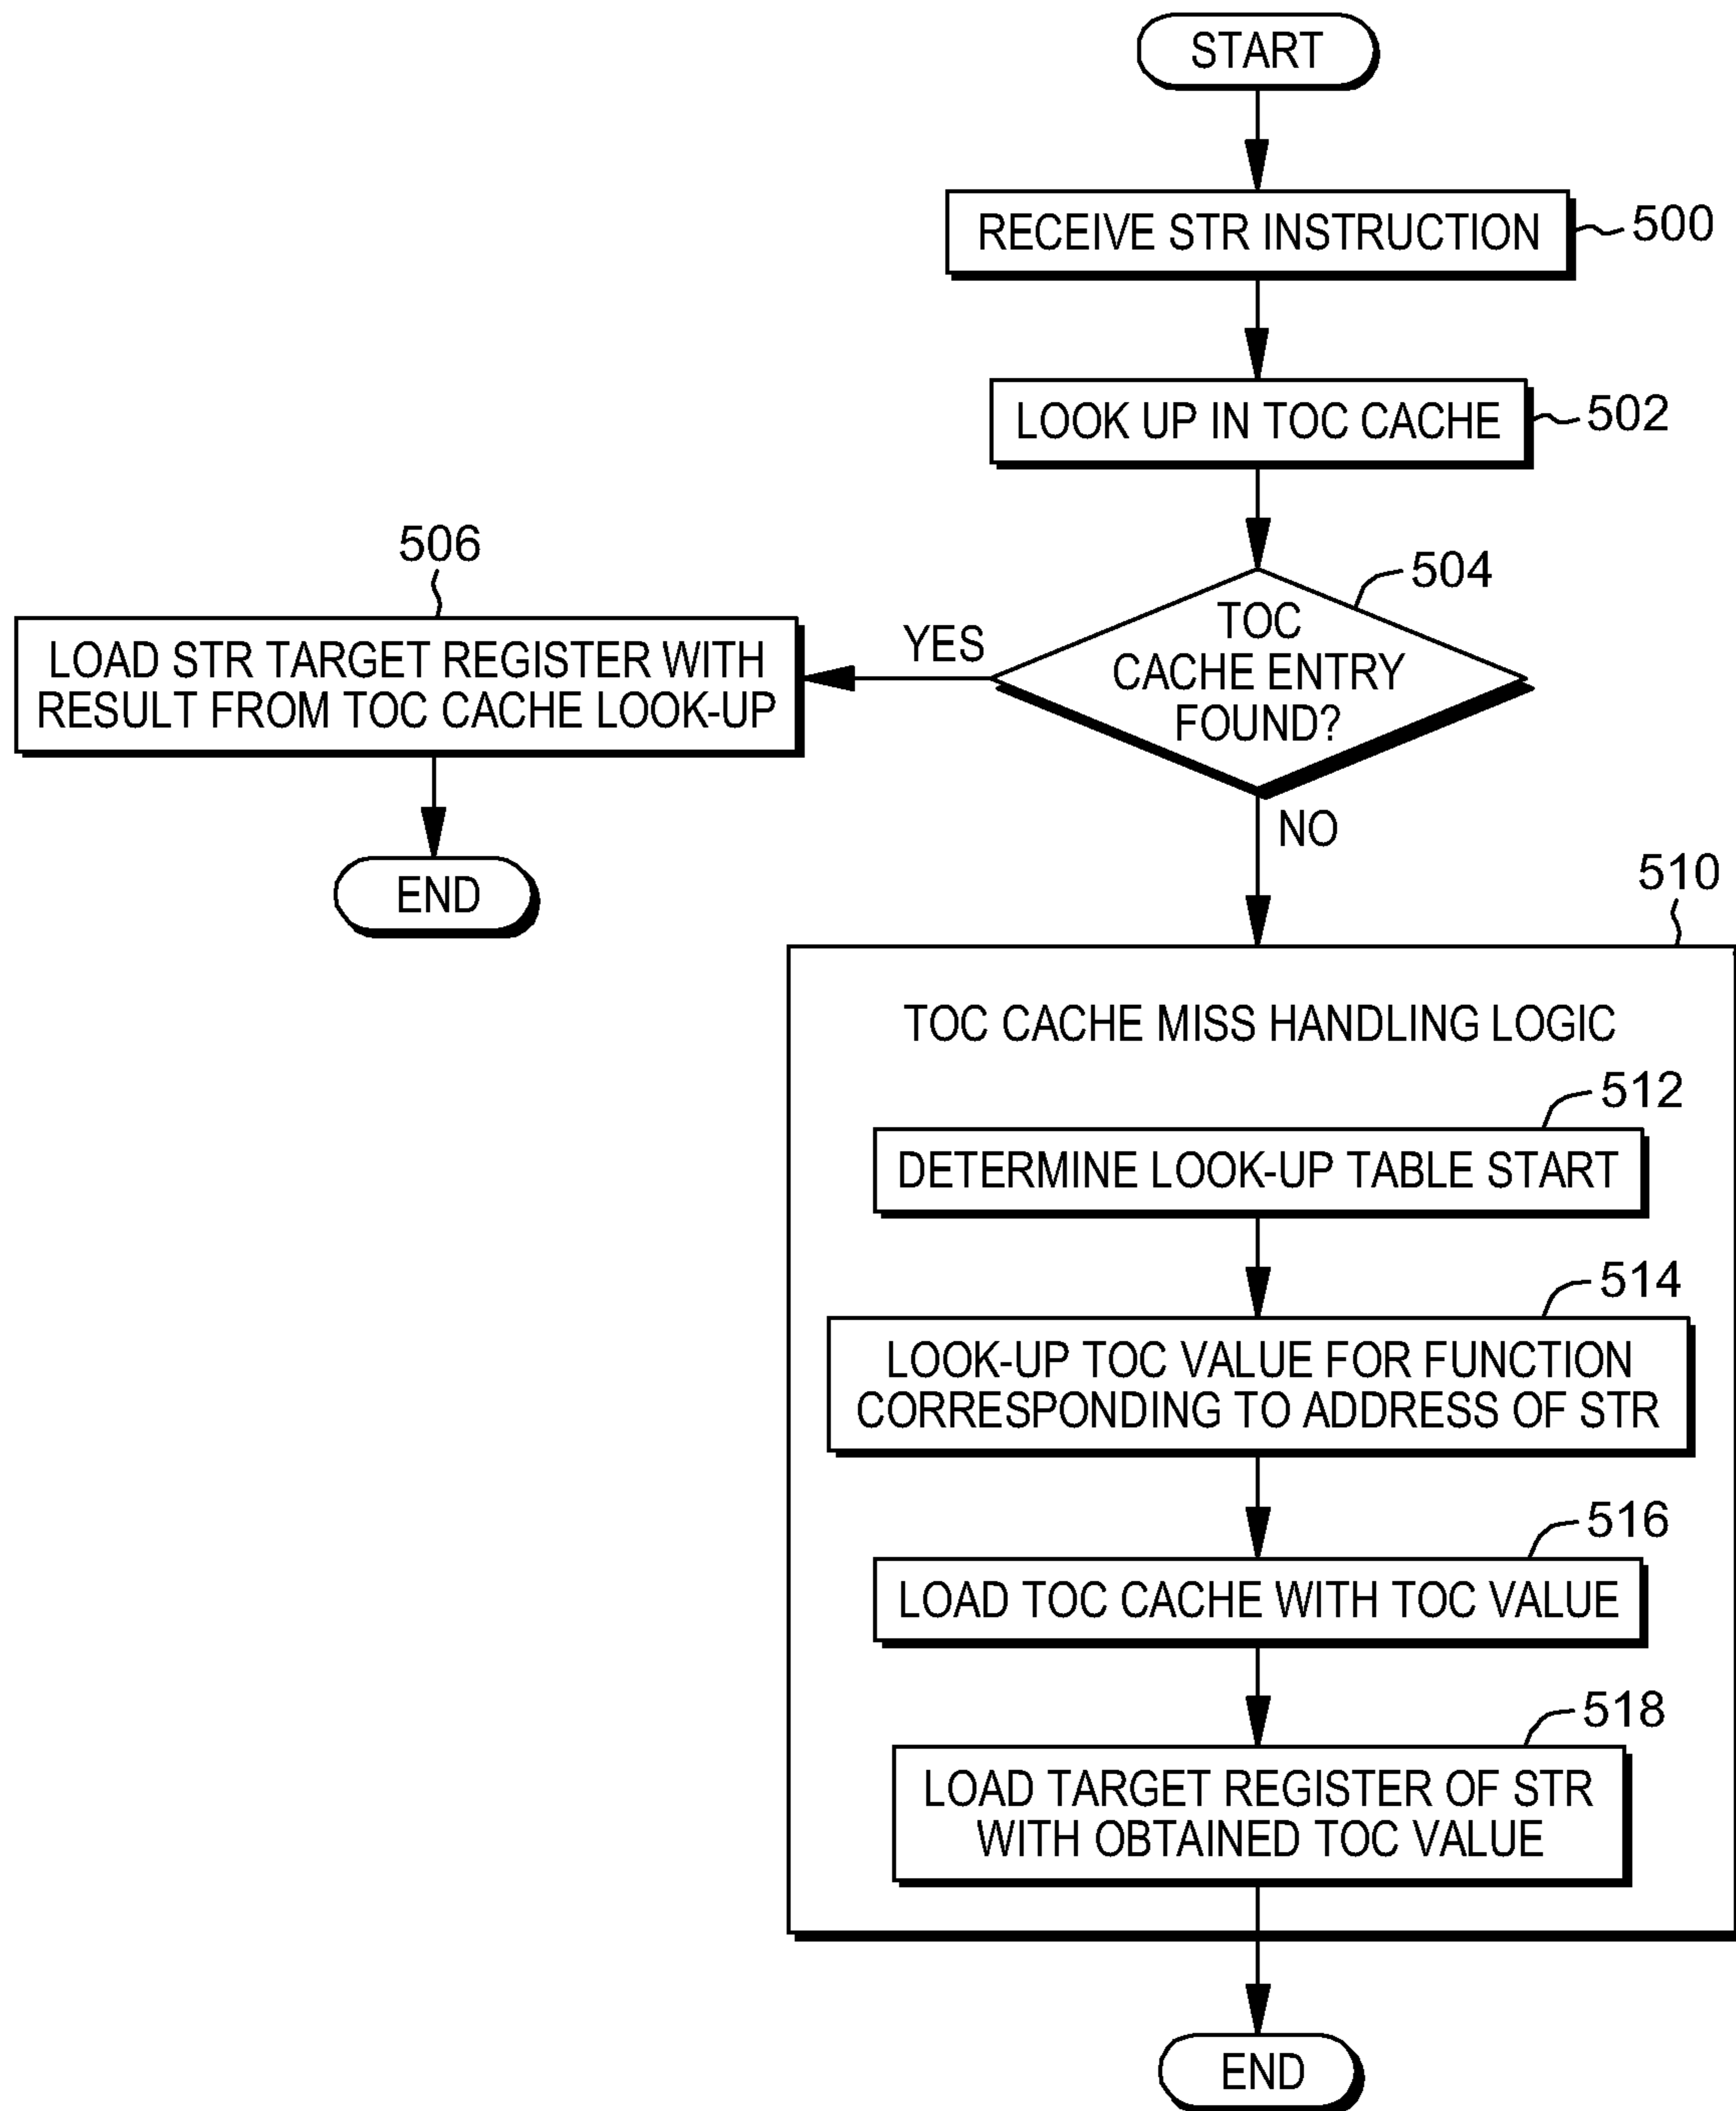 START
RECEIVE STR INSTRUCTION
500
LOOK UP IN TOC CACHE
502
504
TOC
CACHE ENTRY
FOUND?
YES
506
LOAD STR TARGET REGISTER WITH
RESULT FROM TOC CACHE LOOK-UP
END
NO
510
TOC CACHE MISS HANDLING LOGIC
512
DETERMINE LOOK-UP TABLE START
514
LOOK-UP TOC VALUE FOR FUNCTION
CORRESPONDING TO ADDRESS OF STR
516
LOAD TOC CACHE WITH TOC VALUE
518
LOAD TARGET REGISTER OF STR
WITH OBTAINED TOC VALUE
END